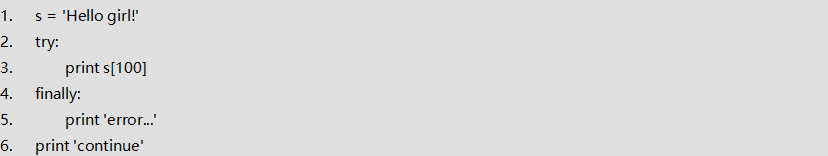 1. s = 'Hello girl!'
2. try:
3. print s[100]
4. finally:
5. print 'error...'
6. print 'continue'